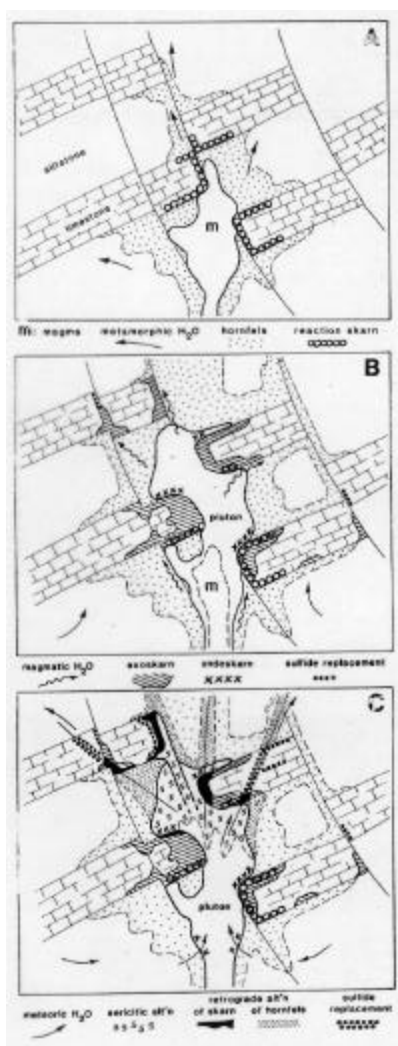 A
siltstone
limestone
m
m: magma metamorphic H2O hornfels reaction skarn
B
pluton
m
magmatic H2O exoskarn endoskarn sulfide replacement
C
pluton
meteoric H2O sericitic alt'n retrograde alt'n of skarn of hornfels sulfide replacement